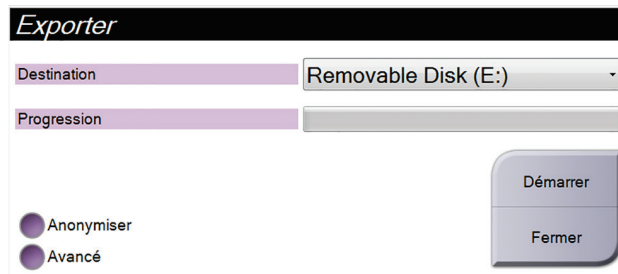 Exporter
Destination
Removable Disk (E:)
Progression
Démarrer
Anonymiser
Fermer
Avancé